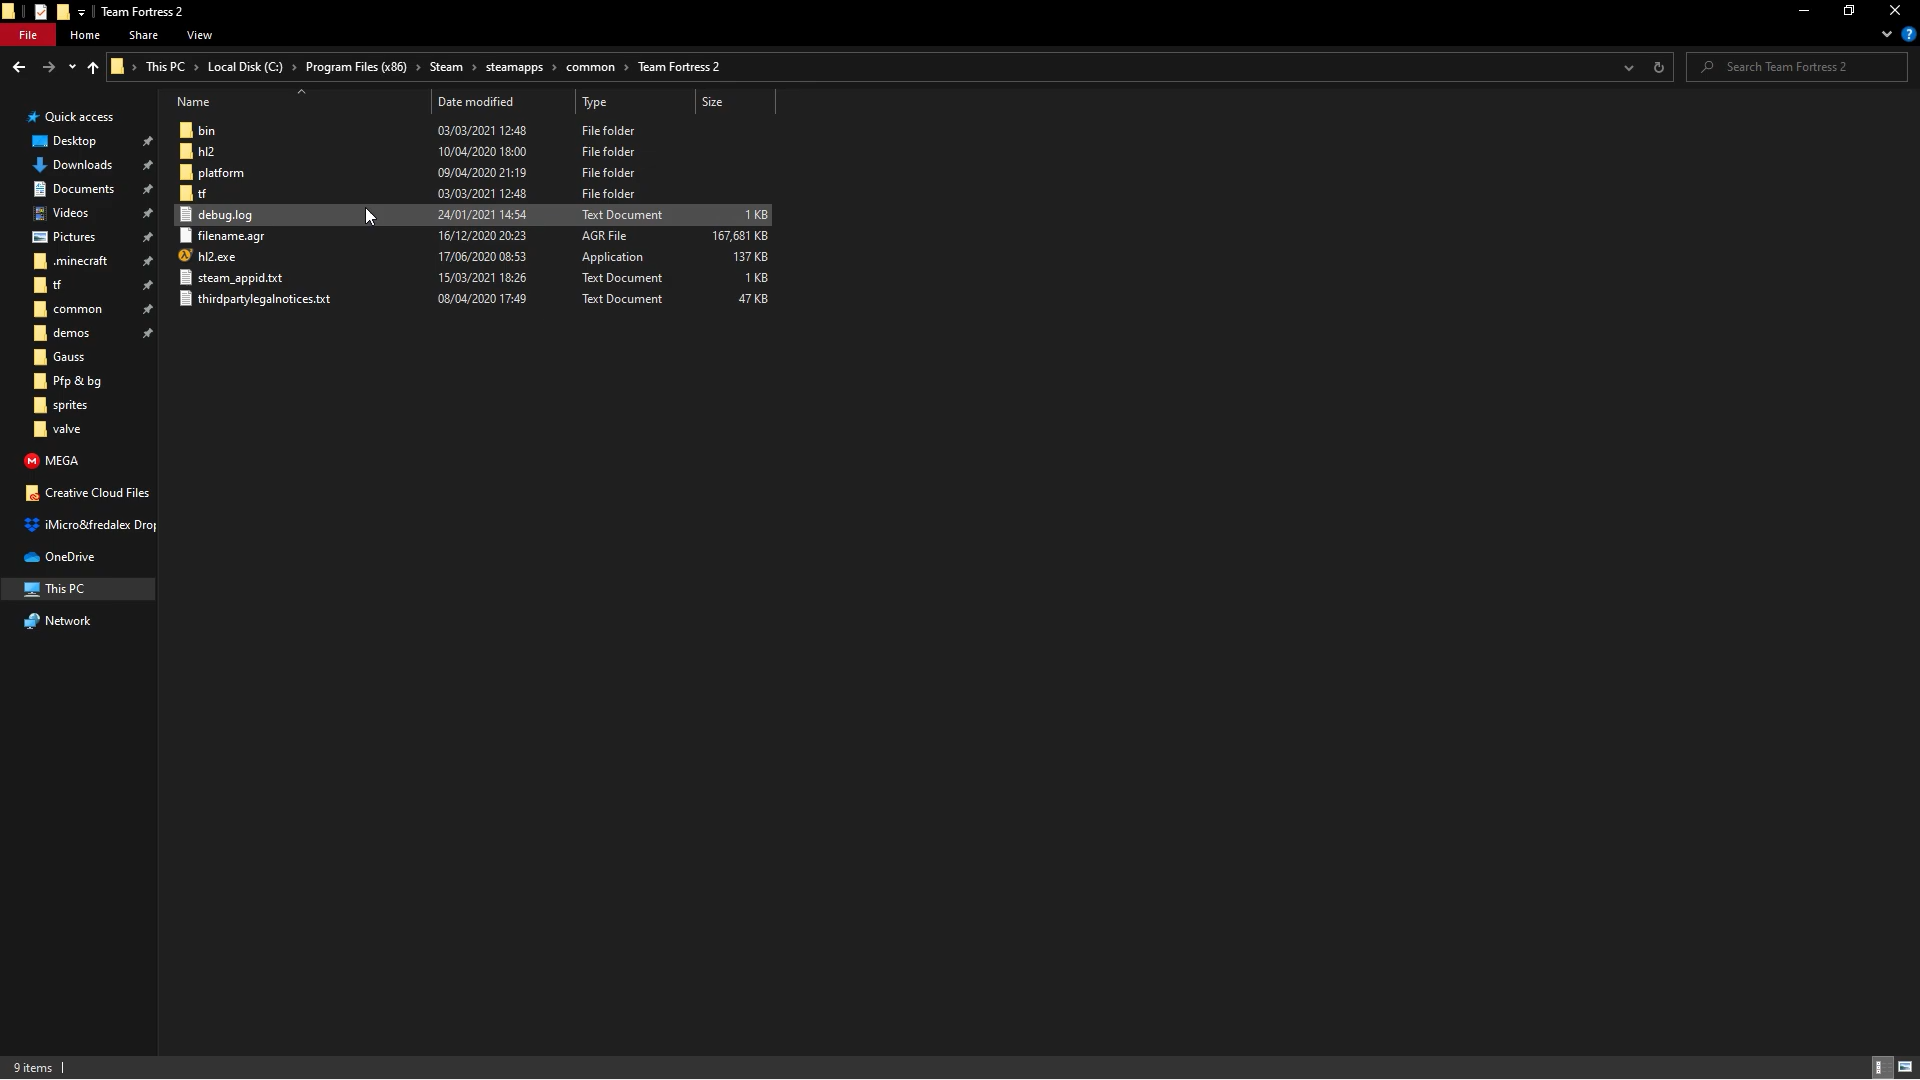 Team Fortress 2
File Home Share View
This PC Local Disk (C:) Program Files (x86) Steam steamapps common Team Fortress 2
Search Team Fortress 2
Name Date modified Type Size
bin 03/03/2021 12:48 File folder
hl2 10/04/2020 18:00 File folder
platform 09/04/2020 21:19 File folder
tf 03/03/2021 12:48 File folder
debug.log 24/01/2021 14:54 Text Document 1 KB
filename.agr 16/12/2020 20:23 AGR File 167,681 KB
hl2.exe 17/06/2020 08:53 Application 137 KB
steam_appid.txt 15/03/2021 18:26 Text Document 1 KB
thirdpartylegalnotices.txt 08/04/2020 17:49 Text Document 47 KB
Quick access
Desktop
Downloads
Documents
Videos
Pictures
.minecraft
tf
common
demos
Gauss
Pfp & bg
sprites
valve
MEGA
Creative Cloud Files
iMicro&fredalex Drop
OneDrive
This PC
Network
9 items